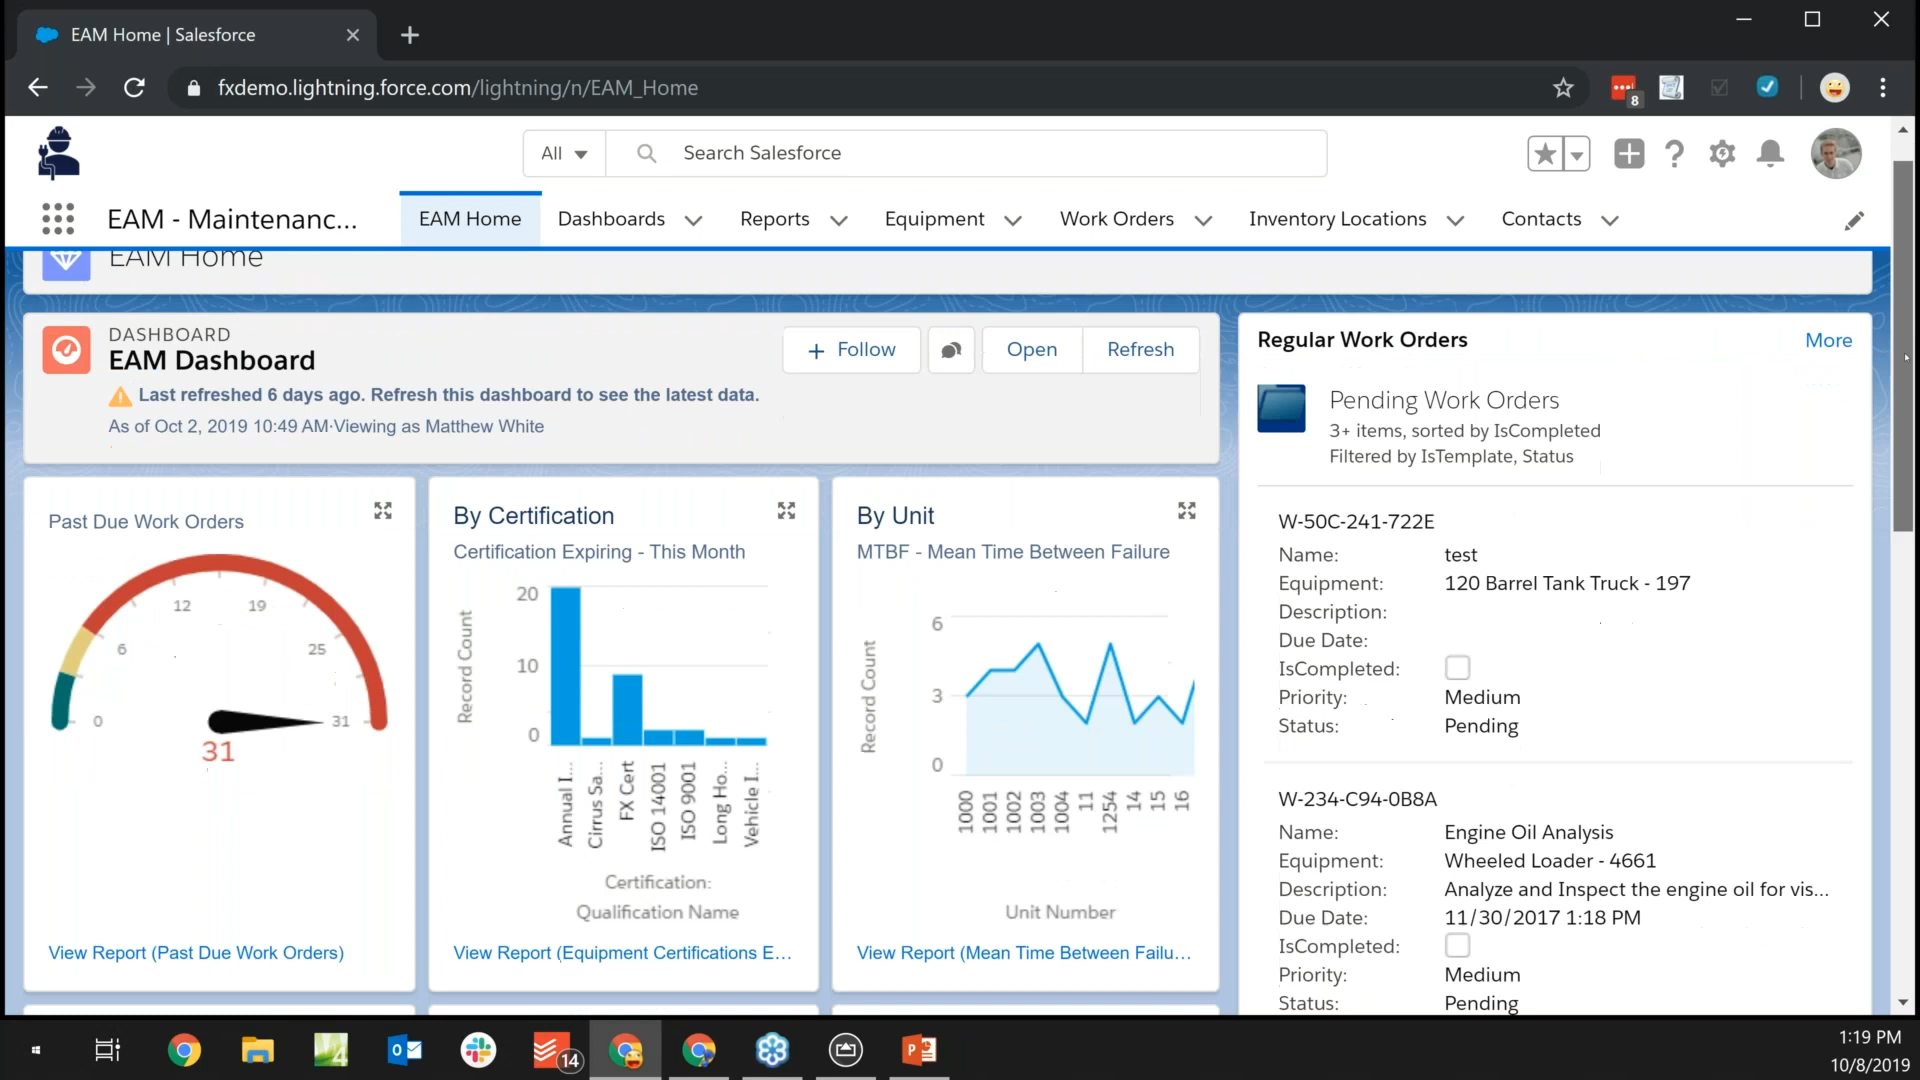 EAM Home | Salesforce
fxdemo.lightning.force.com/lightning/n/EAM_Home
8
All
Search Salesforce
EAM - Maintenanc...
EAM Home
Dashboards
Reports
Equipment
Work Orders
Inventory Locations
Contacts
EAM Home
DASHBOARD
EAM Dashboard
Follow
Open
Refresh
Last refreshed 6 days ago. Refresh this dashboard to see the latest data.
As of Oct 2, 2019 10:49 AM·Viewing as Matthew White
Past Due Work Orders
0
6
12
19
25
31
31
View Report (Past Due Work Orders)
By Certification
Certification Expiring - This Month
Record Count
20
10
0
Annual I...
Cirrus Sa...
FX Cert
ISO 14001
ISO 9001
Long Ho...
Vehicle I...
Certification:
Qualification Name
View Report (Equipment Certifications E...
By Unit
MTBF - Mean Time Between Failure
Record Count
6
3
0
1000
1001
1002
1003
1004
11
1254
14
15
16
Unit Number
View Report (Mean Time Between Failu...
Regular Work Orders
More
Pending Work Orders
3+ items, sorted by IsCompleted
Filtered by IsTemplate, Status
W-50C-241-722E
Name: test
Equipment: 120 Barrel Tank Truck - 197
Description:
Due Date:
IsCompleted:
Priority: Medium
Status: Pending
W-234-C94-0B8A
Name: Engine Oil Analysis
Equipment: Wheeled Loader - 4661
Description: Analyze and Inspect the engine oil for vis...
Due Date: 11/30/2017 1:18 PM
IsCompleted:
Priority: Medium
Status: Pending
4
14
1:19 PM
10/8/2019